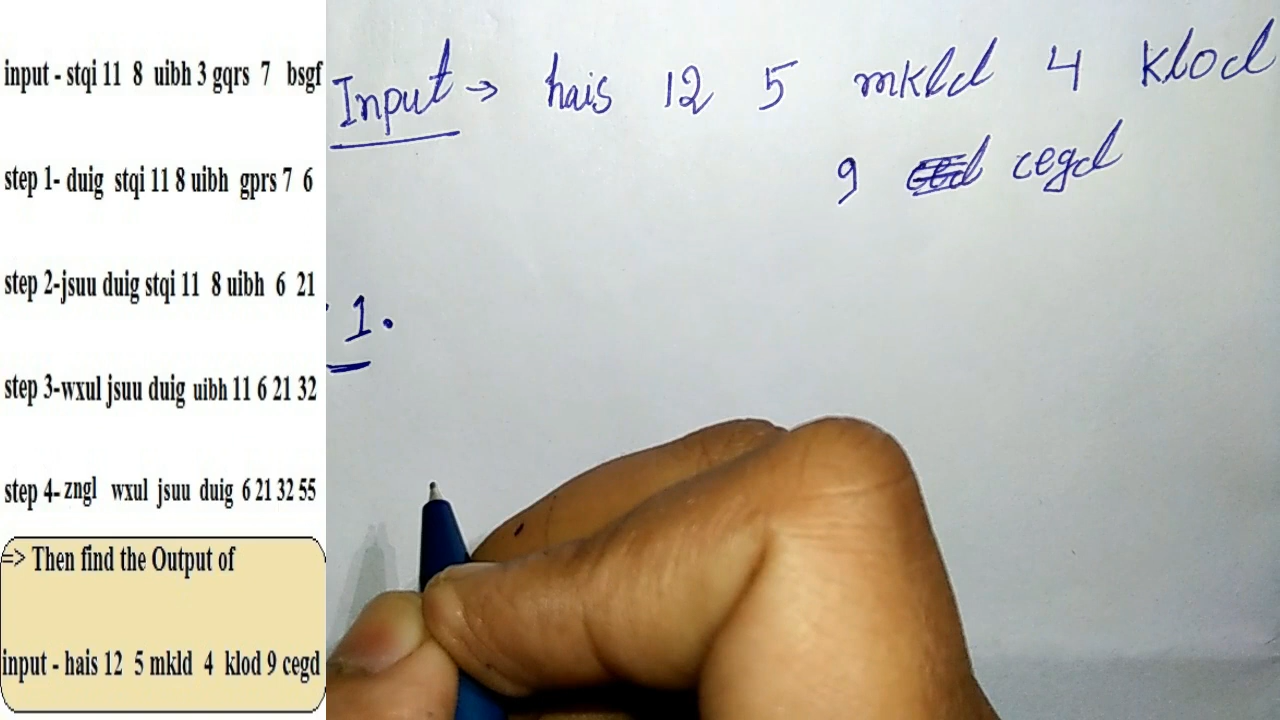 input - stqi 11 8 uibh 3 gqrs 7 bsgf
step 1- duig stqi 11 8 uibh gprs 7 6
step 2-jsuu duig stqi 11 8 uibh 6 21
step 3-wxul jsuu duig uibh 11 6 21 32
step 4- zngl wxul jsuu duig 6 21 32 55
=> Then find the Output of
input - hais 12 5 mkld 4 klod 9 cegd
Input → hais 12 5 mkld 4 klod
9 cegd
1.